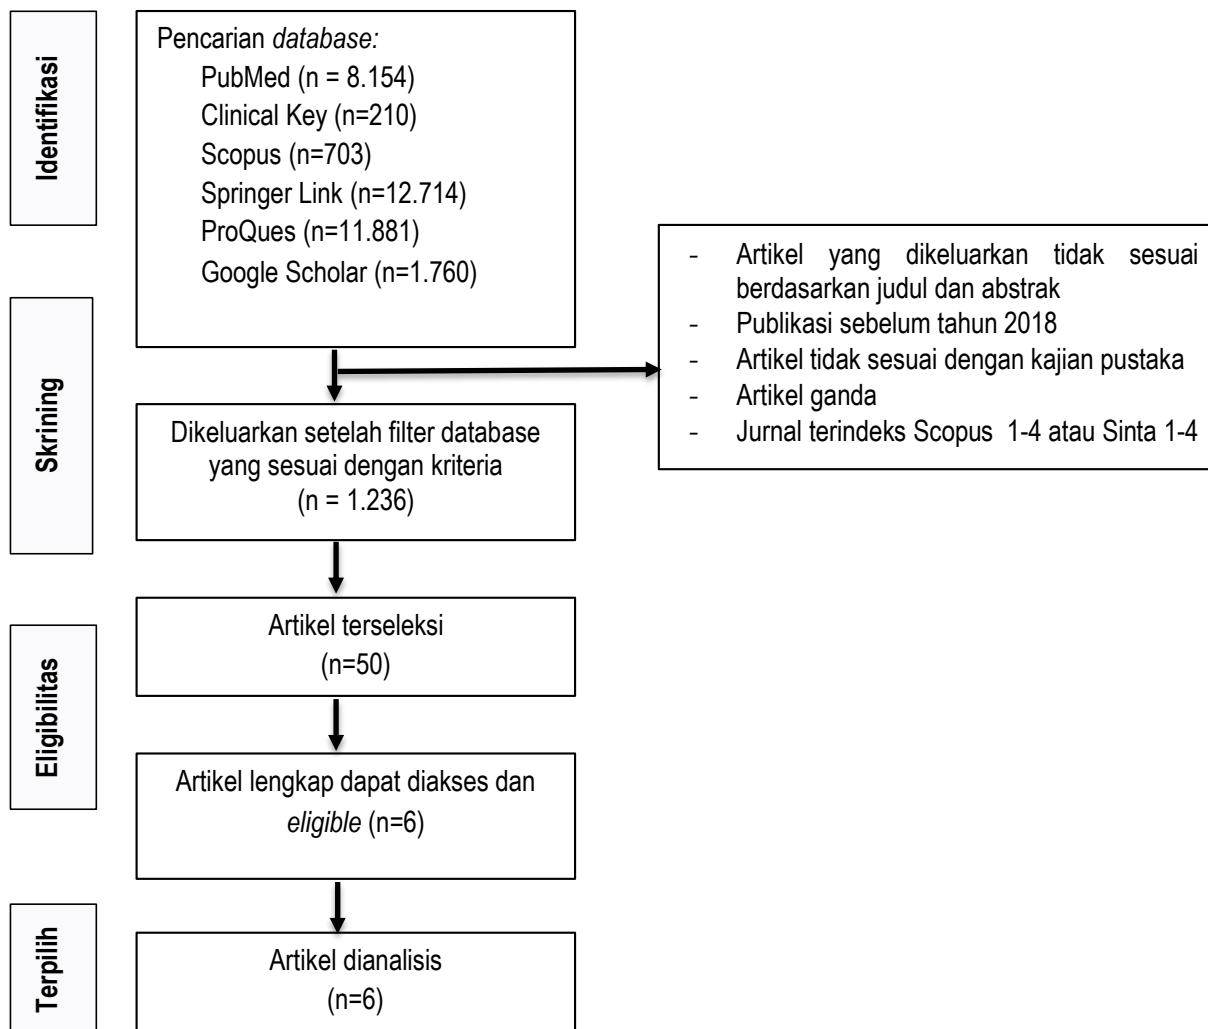 Identifikasi
Pencarian database:
PubMed (n = 8.154)
Clinical Key (n=210)
Scopus (n=703)
Springer Link (n=12.714)
ProQues (n=11.881)
Google Scholar (n=1.760)
- Artikel yang dikeluarkan tidak sesuai
berdasarkan judul dan abstrak
- Publikasi sebelum tahun 2018
- Artikel tidak sesuai dengan kajian pustaka
- Artikel ganda
- Jurnal terindeks Scopus 1-4 atau Sinta 1-4
Skrining
Dikeluarkan setelah filter database
yang sesuai dengan kriteria
(n = 1.236)
Eligibilitas
Artikel terseleksi
(n=50)
Artikel lengkap dapat diakses dan
eligible (n=6)
Terpilih
Artikel dianalisis
(n=6)